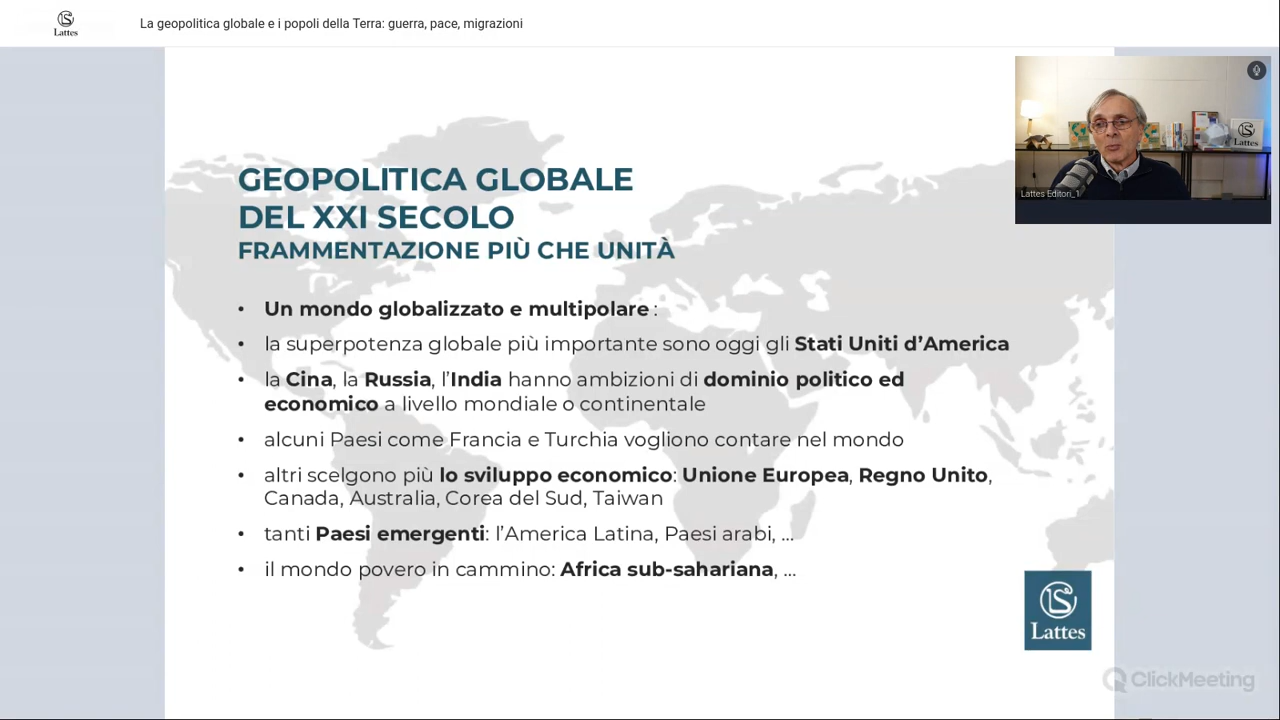 Lattes
La geopolitica globale e i popoli della Terra: guerra, pace, migrazioni
GEOPOLITICA GLOBALE
DEL XXI SECOLO
FRAMMENTAZIONE PIÙ CHE UNITÀ
• Un mondo globalizzato e multipolare :
• la superpotenza globale più importante sono oggi gli Stati Uniti d’America
• la Cina, la Russia, l’India hanno ambizioni di dominio politico ed
economico a livello mondiale o continentale
• alcuni Paesi come Francia e Turchia vogliono contare nel mondo
• altri scelgono più lo sviluppo economico: Unione Europea, Regno Unito,
Canada, Australia, Corea del Sud, Taiwan
• tanti Paesi emergenti: l’America Latina, Paesi arabi, ...
• il mondo povero in cammino: Africa sub-sahariana, ...
Lattes
Lattes Editori_1
Lattes
ClickMeeting